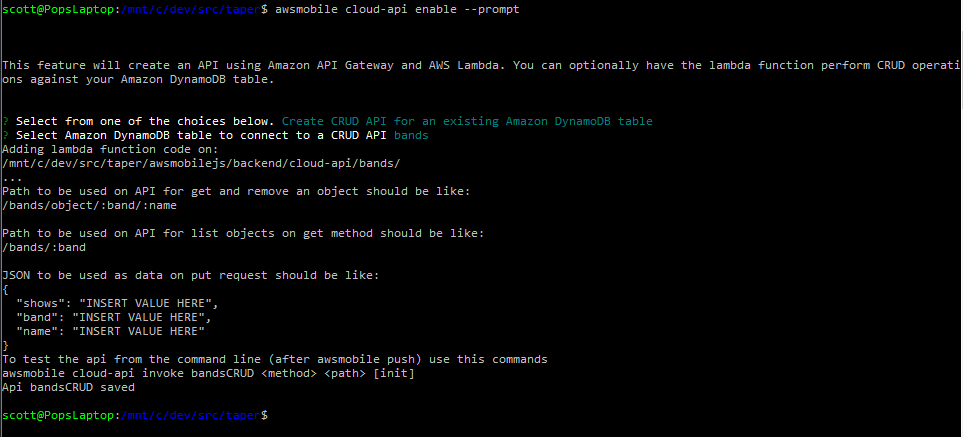 scott@PopsLaptop:/mnt/c/dev/src/taper$ awsmobile cloud-api enable --prompt
This feature will create an API using Amazon API Gateway and AWS Lambda. You can optionally have the lambda function perform CRUD operati
ons against your Amazon DynamoDB table.
? Select from one of the choices below. Create CRUD API for an existing Amazon DynamoDB table
? Select Amazon DynamoDB table to connect to a CRUD API bands
Adding lambda function code on:
/mnt/c/dev/src/taper/awsmobilejs/backend/cloud-api/bands/
...
Path to be used on API for get and remove an object should be like:
/bands/object/:band/:name
Path to be used on API for list objects on get method should be like:
/bands/:band
JSON to be used as data on put request should be like:
{
  "shows": "INSERT VALUE HERE",
  "band": "INSERT VALUE HERE",
  "name": "INSERT VALUE HERE"
}
To test the api from the command line (after awsmobile push) use this commands
awsmobile cloud-api invoke bandsCRUD <method> <path> [init]
Api bandsCRUD saved
scott@PopsLaptop:/mnt/c/dev/src/taper$